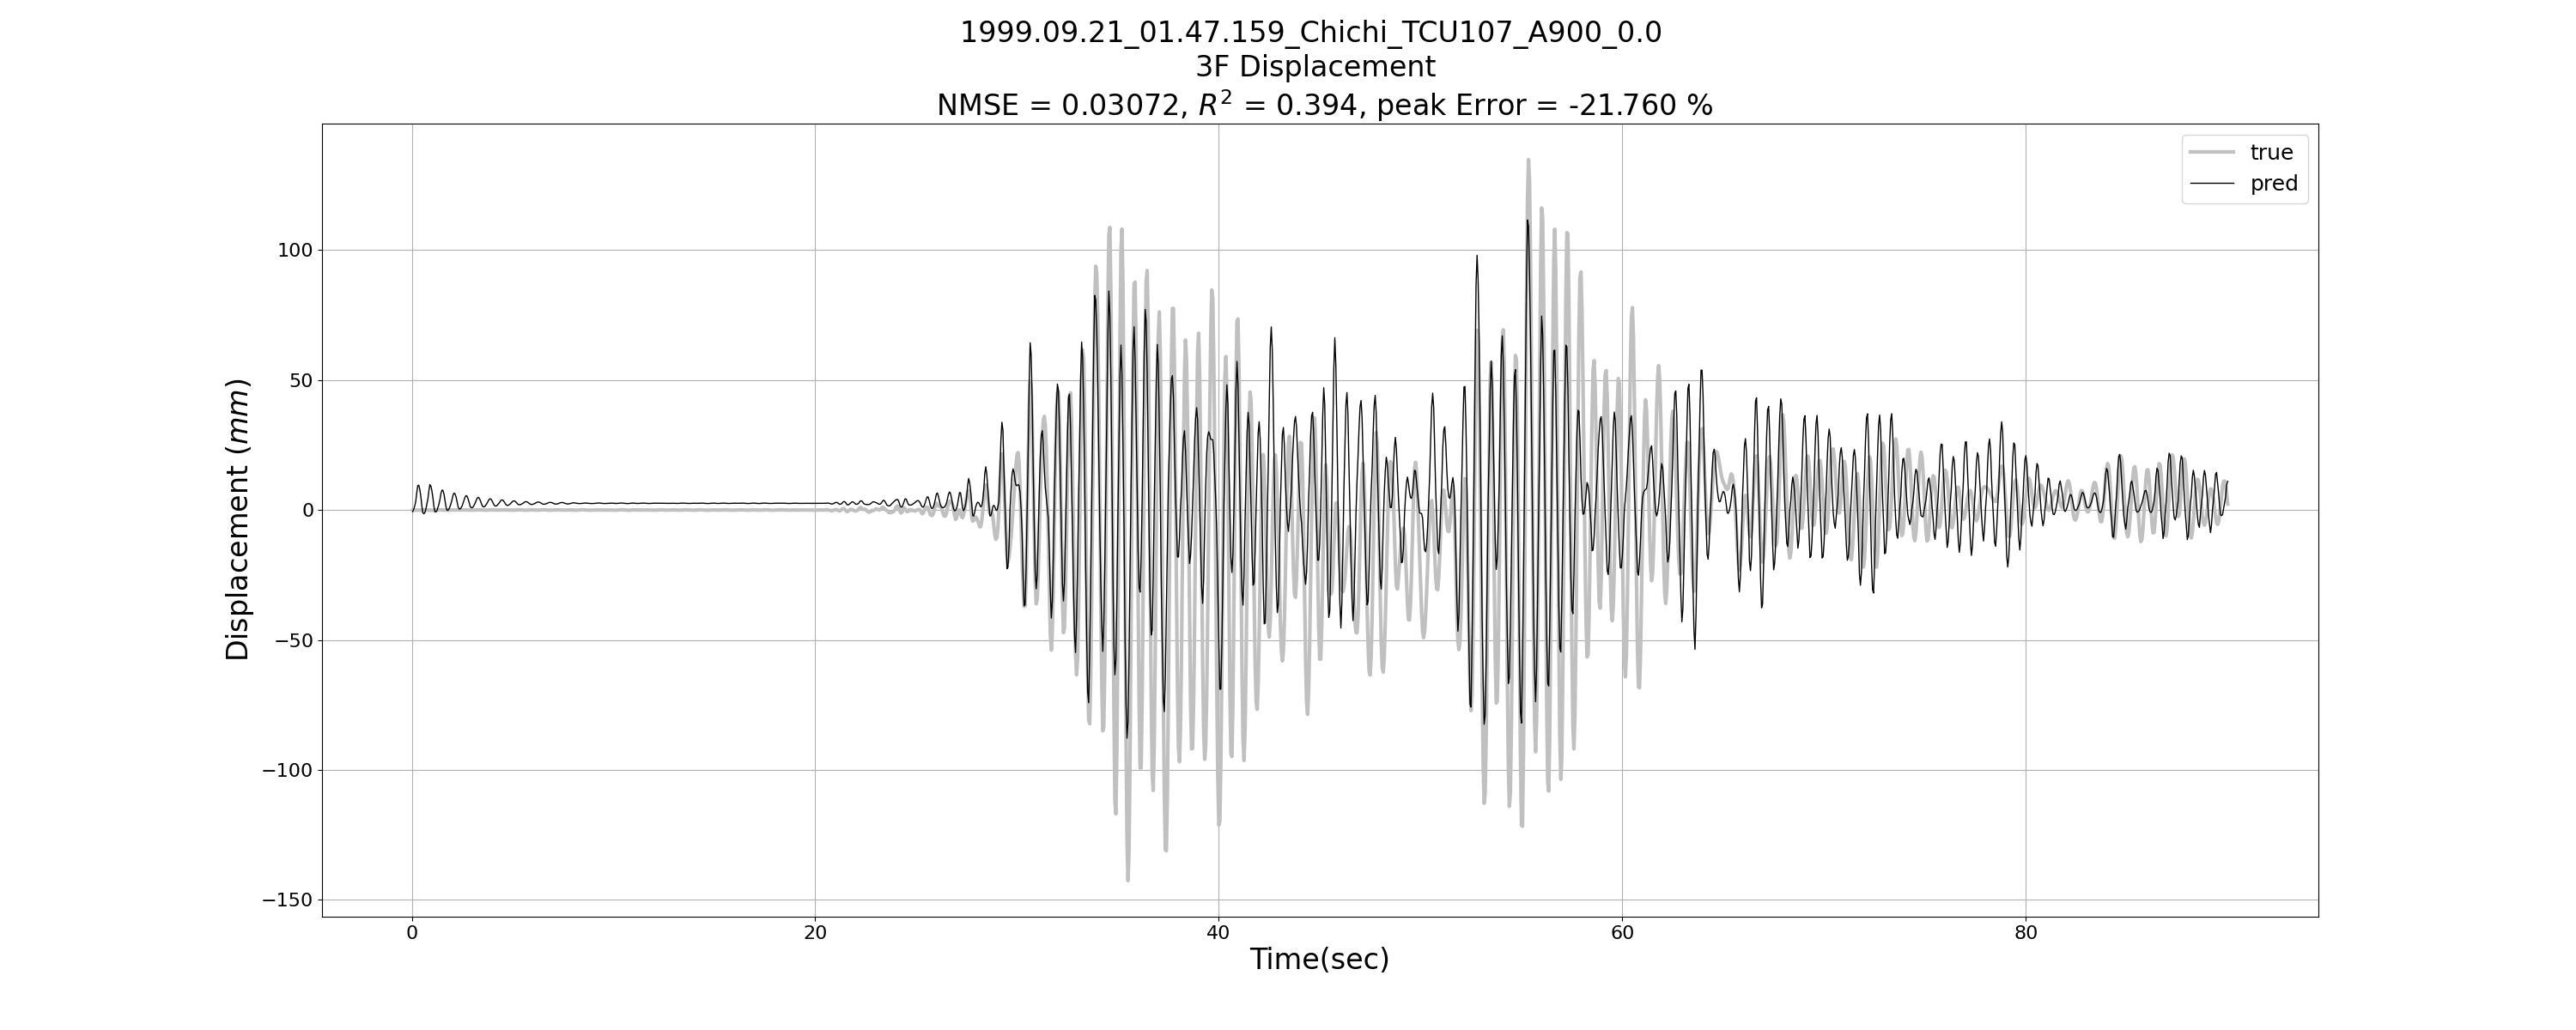 1999.09.21_01.47.159_Chichi_TCU107_A900_0.0
3F Displacement
NMSE = 0.03072, R² = 0.394, peak Error = -21.760 %
true
pred
Displacement (mm)
100
50
0
−50
−100
−150
0
20
40
60
80
Time(sec)